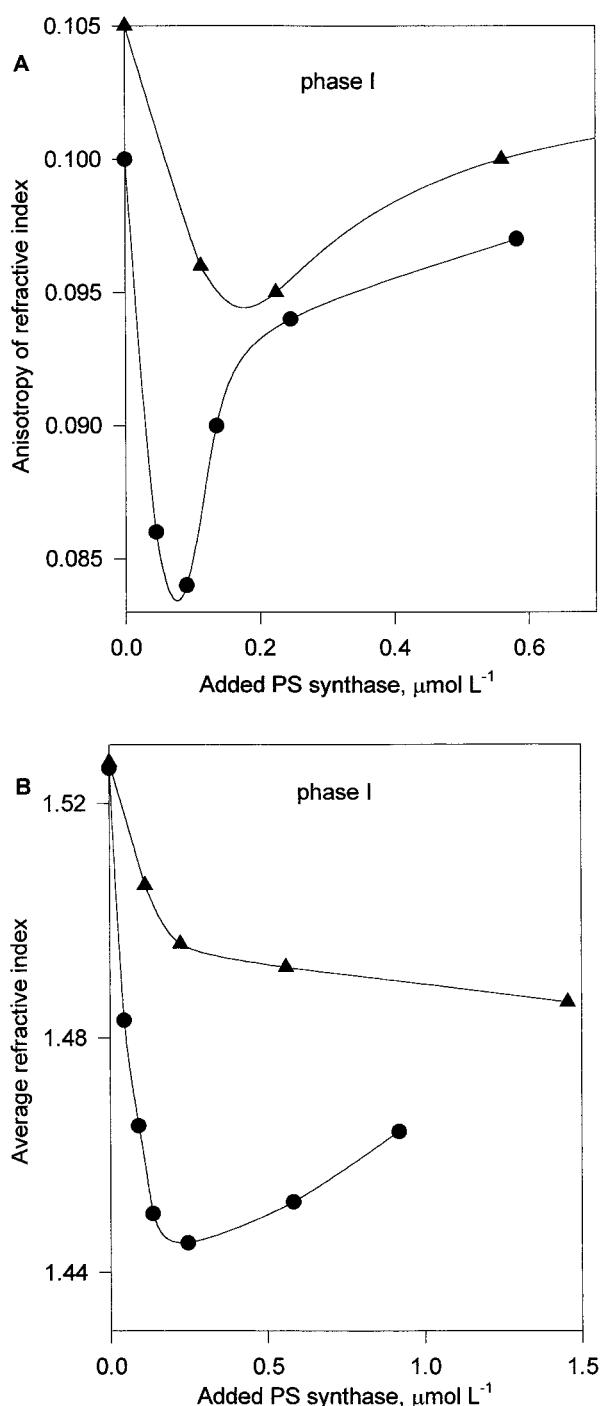 A
phase I
0.105
0.100
0.095
0.090
0.085
Anisotropy of refractive index
0.0
0.2
0.4
0.6
Added PS synthase, μmol L⁻¹
B
phase I
1.52
1.48
1.44
Average refractive index
0.0
0.5
1.0
1.5
Added PS synthase, μmol L⁻¹